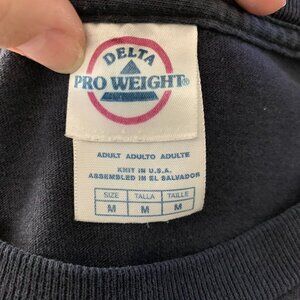 DELTA
PRO WEIGHT®
ADULT ADULTO ADULTE
KNIT IN U.S.A.
ASSEMBLED IN EL SALVADOR
SIZE TALLA TAILLE
M M M